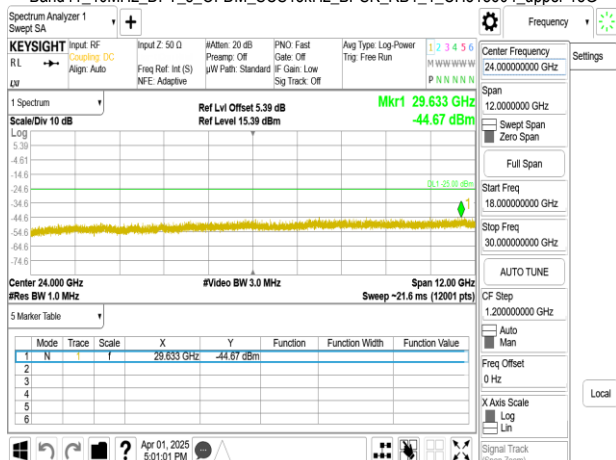 Spectrum Analyzer 1
Swept SA
+
Frequency
KEYSIGHT
RL
Input: RF
Coupling: DC
Align: Auto
Input Z: 50 Ω
Freq Ref: Int (S)
NFE: Adaptive
#Atten: 20 dB
Preamp: Off
µW Path: Standard
PNO: Fast
Gate: Off
IF Gain: Low
Sig Track: Off
Avg Type: Log-Power
Trig: Free Run
1 2 3 4 5 6
M W W W W W
P N N N N N
1 Spectrum
Scale/Div 10 dB
Ref Lvl Offset 5.39 dB
Ref Level 15.39 dBm
Mkr1 29.633 GHz
-44.67 dBm
Log
5.39
-4.61
-14.6
-24.6
-34.6
-44.6
-54.6
-64.6
-74.6
DL1 -25.00 dBm
1
Center 24.000 GHz
#Res BW 1.0 MHz
#Video BW 3.0 MHz
Span 12.00 GHz
Sweep ~21.6 ms (12001 pts)
5 Marker Table
Mode Trace Scale X Y Function Function Width Function Value
1 N 1 f 29.633 GHz -44.67 dBm
2
3
4
5
6
Apr 01, 2025
5:01:01 PM
Center Frequency
24.000000000 GHz
Span
12.0000000 GHz
Swept Span
Zero Span
Full Span
Start Freq
18.000000000 GHz
Stop Freq
30.000000000 GHz
AUTO TUNE
CF Step
1.200000000 GHz
Auto
Man
Freq Offset
0 Hz
X Axis Scale
Log
Lin
Signal Track
(Span Zoom)
Settings
Local